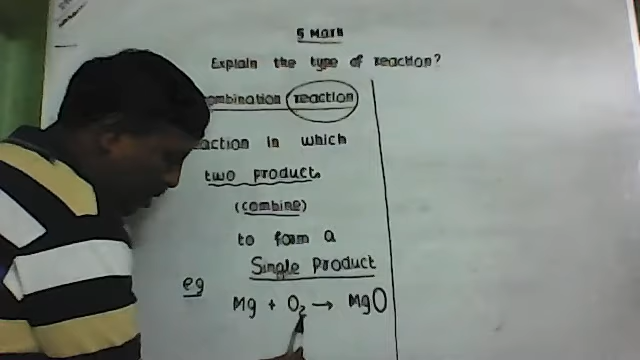 5 Mark
Explain the type of reaction?
ombination reaction
action in which
two product.
(combine)
to form a
Single Product
eg
Mg + O₂ → MgO